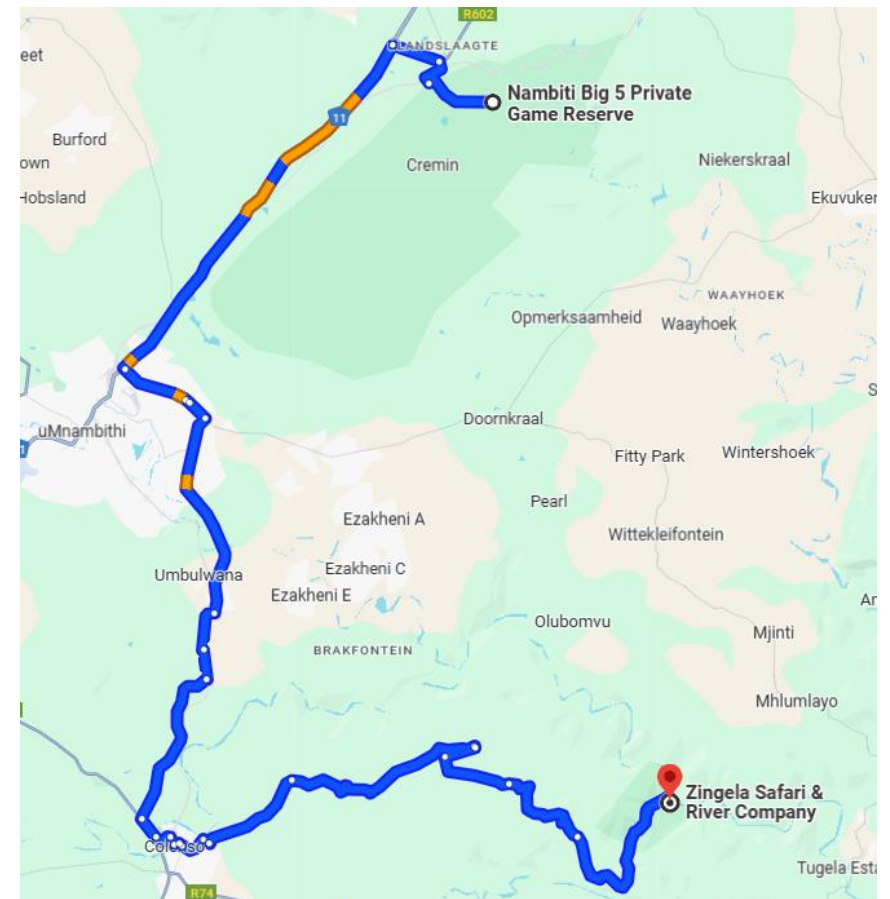 R602
LANDSLAAGTE
eet
Nambiti Big 5 Private
Game Reserve
11
Burford
own
Cremin
Niekerskraal
Hobsland
Ekuvuker
WAAYHOEK
Opmerksaamheid
Waayhoek
Doornkraal
uMnambithi
1
Fitty Park
Wintershoek
Pearl
Ezakheni A
Wittekleifontein
Umbulwana
Ezakheni C
Ezakheni E
Olubomvu
Mjinti
BRAKFONTEIN
Mhlumlayo
Zingela Safari &
River Company
Colenso
Tugela Esta
R74